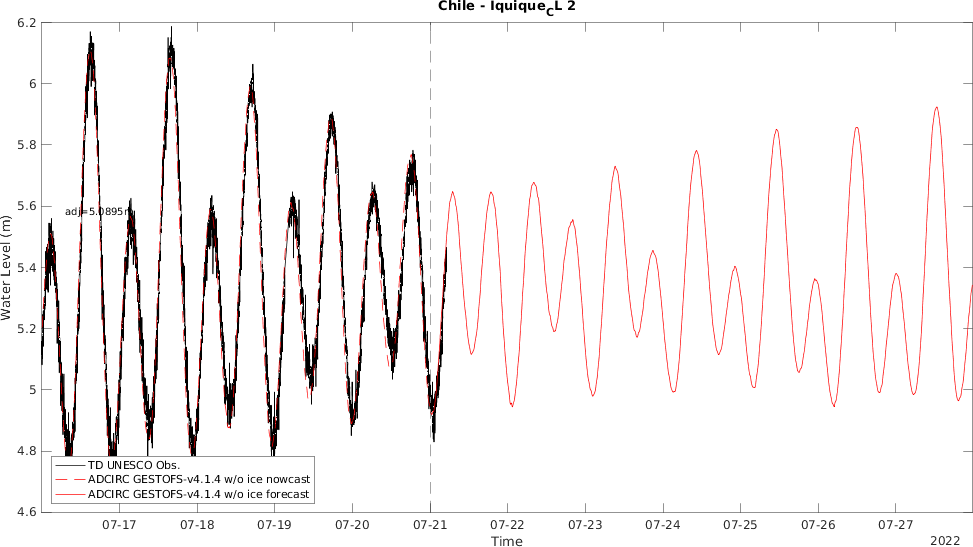 Chile - Iquique_CL 2
6.2
6
5.8
5.6
5.4
5.2
5
4.8
4.6
Water Level (m)
adj=5.0895m
TD UNESCO Obs.
ADCIRC GESTOFS-v4.1.4 w/o ice nowcast
ADCIRC GESTOFS-v4.1.4 w/o ice forecast
07-17 07-18 07-19 07-20 07-21 07-22 07-23 07-24 07-25 07-26 07-27
Time
2022